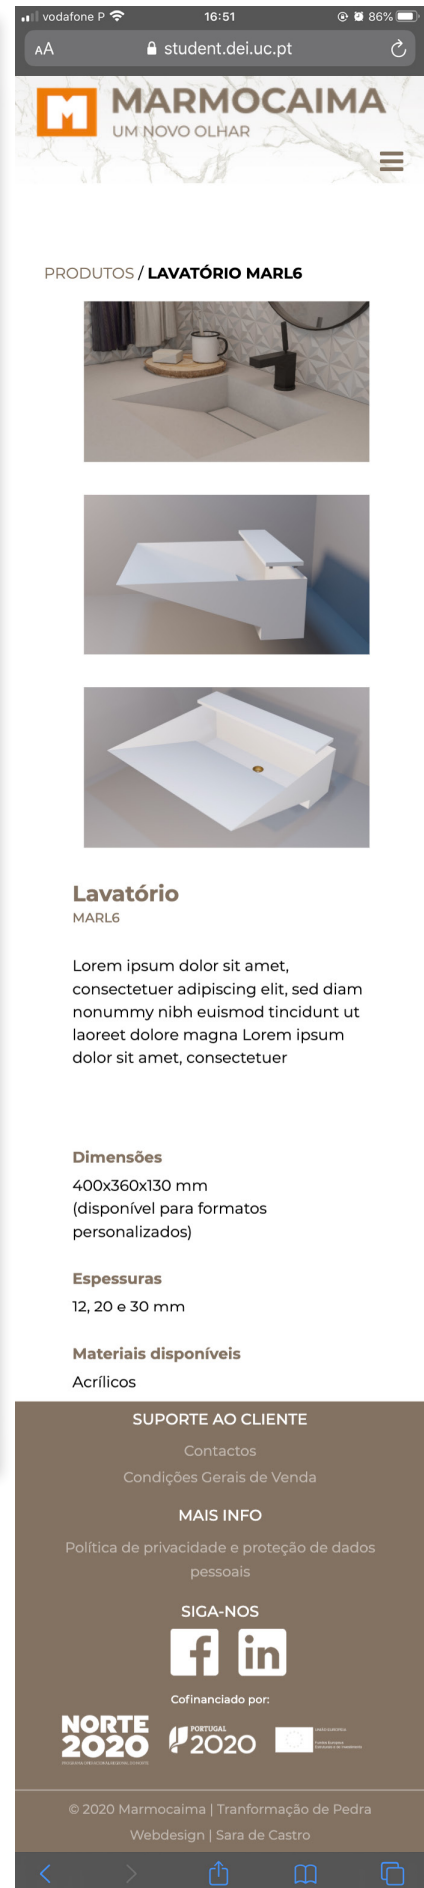 vodafone P 16:51 86%
AA student.dei.uc.pt
MARMOCAIMA
UM NOVO OLHAR
PRODUTOS / LAVATÓRIO MARL6
Lavatório
MARL6
Lorem ipsum dolor sit amet,
consectetuer adipiscing elit, sed diam
nonummy nibh euismod tincidunt ut
laoreet dolore magna Lorem ipsum
dolor sit amet, consectetuer
Dimensões
400x360x130 mm
(disponível para formatos
personalizados)
Espessuras
12, 20 e 30 mm
Materiais disponíveis
Acrílicos
SUPORTE AO CLIENTE
Contactos
Condições Gerais de Venda
MAIS INFO
Política de privacidade e proteção de dados
pessoais
SIGA-NOS
Cofinanciado por:
NORTE
2020
PORTUGAL
2020
© 2020 Marmocaima | Tranformação de Pedra
Webdesign | Sara de Castro